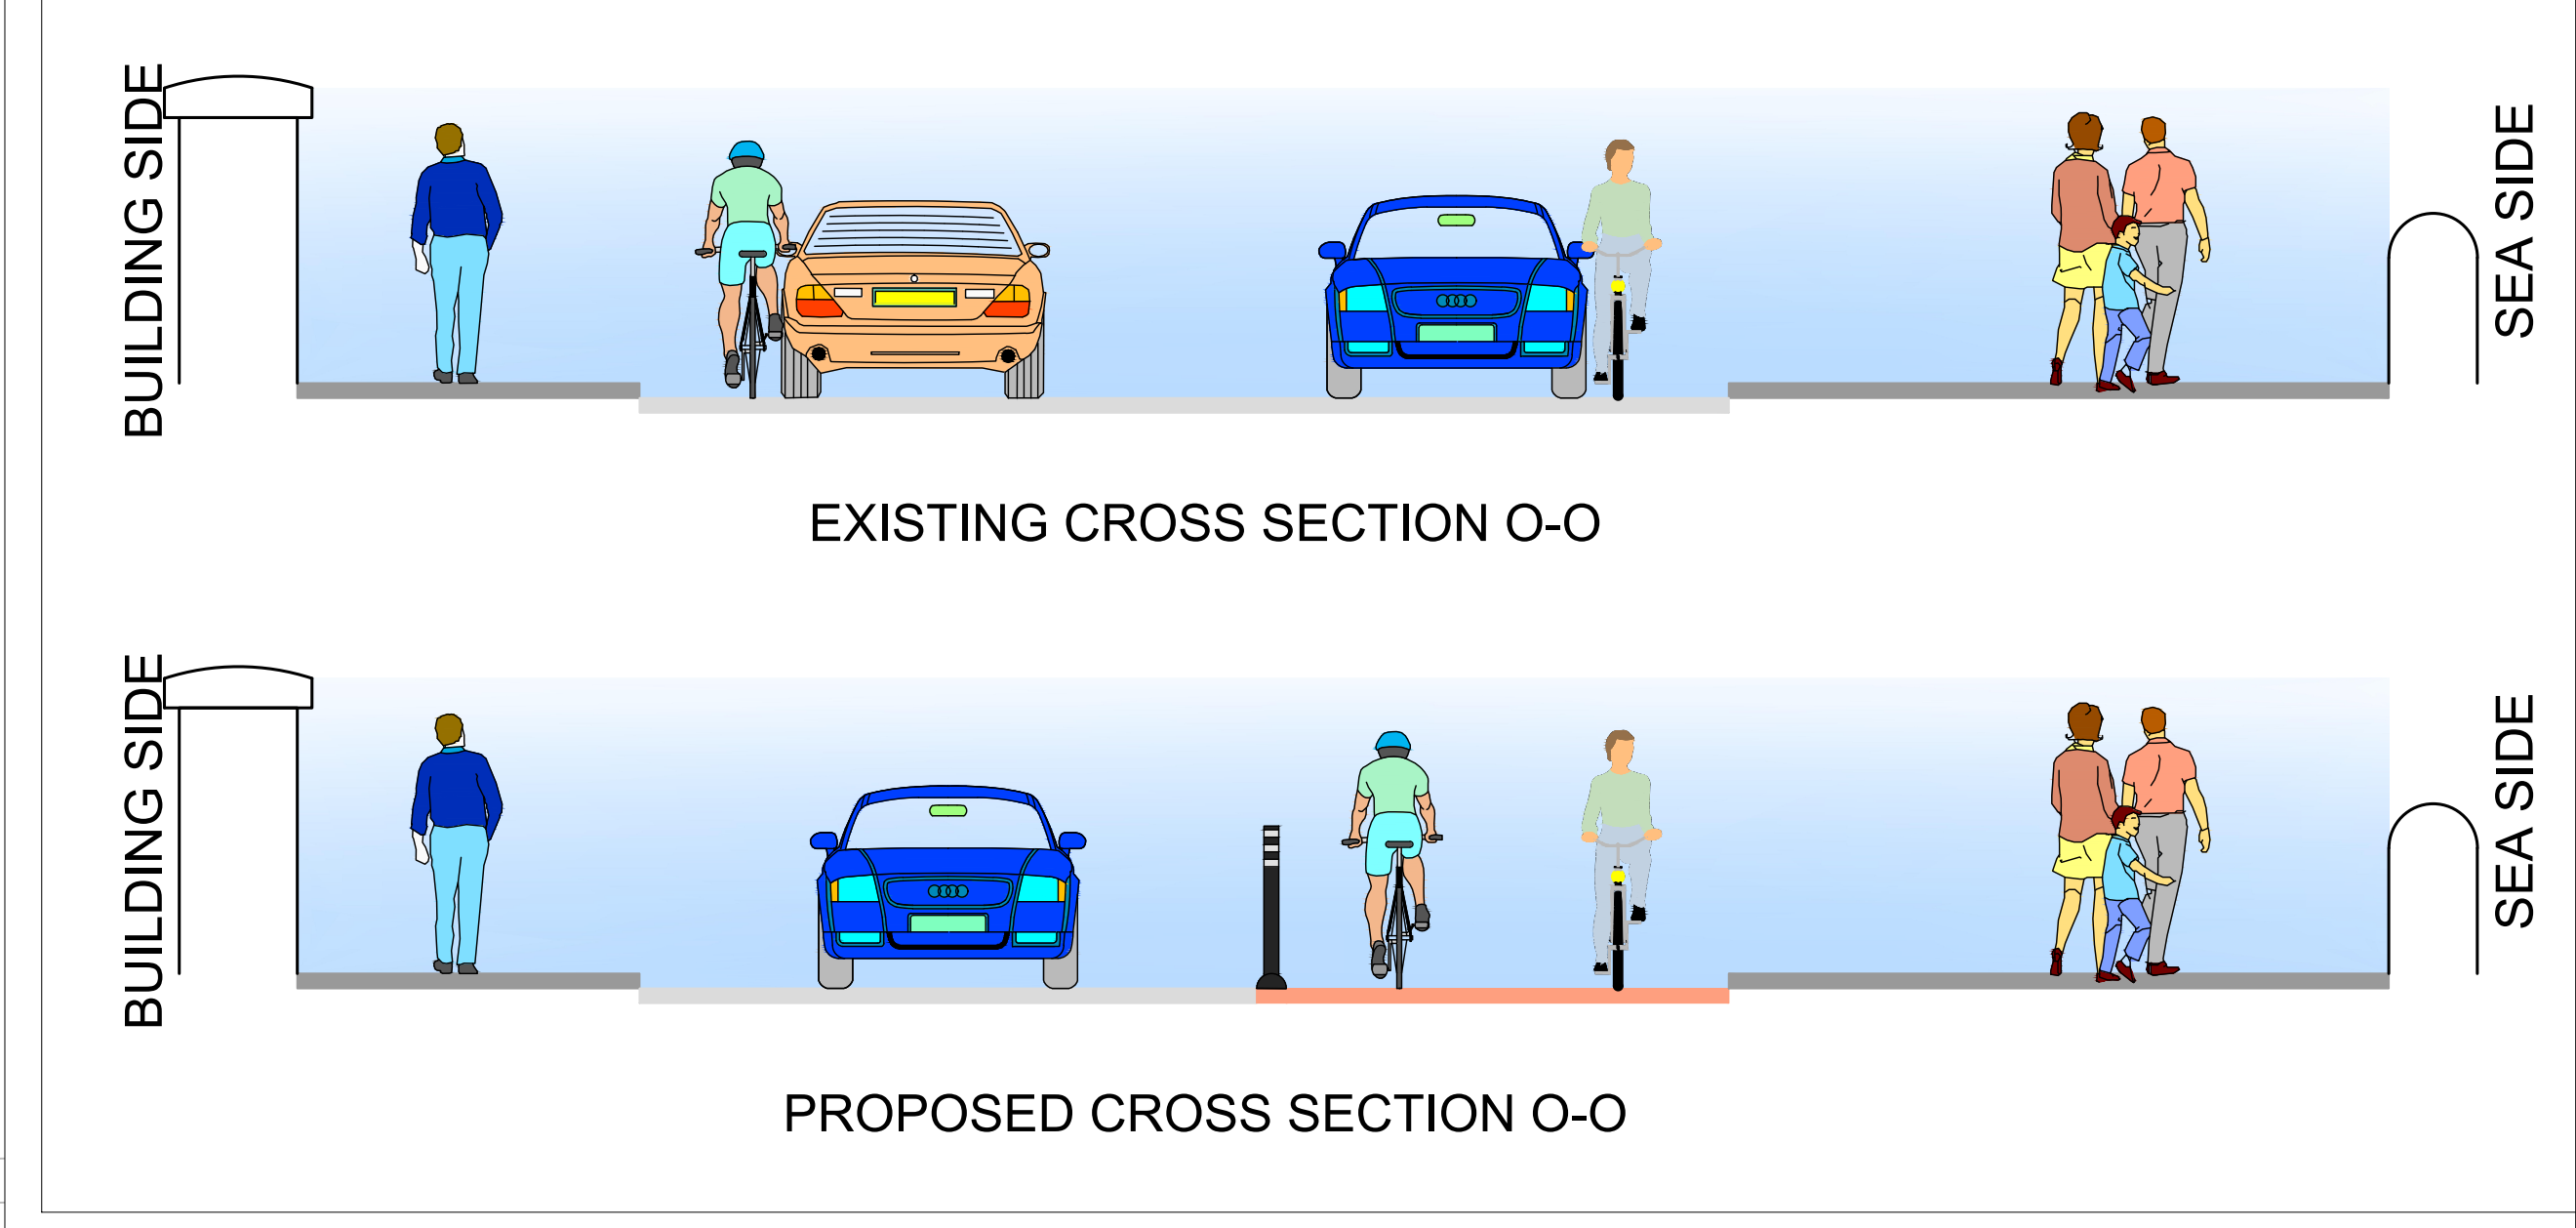 BUILDING SIDE
SEA SIDE
EXISTING CROSS SECTION O-O
BUILDING SIDE
SEA SIDE
PROPOSED CROSS SECTION O-O